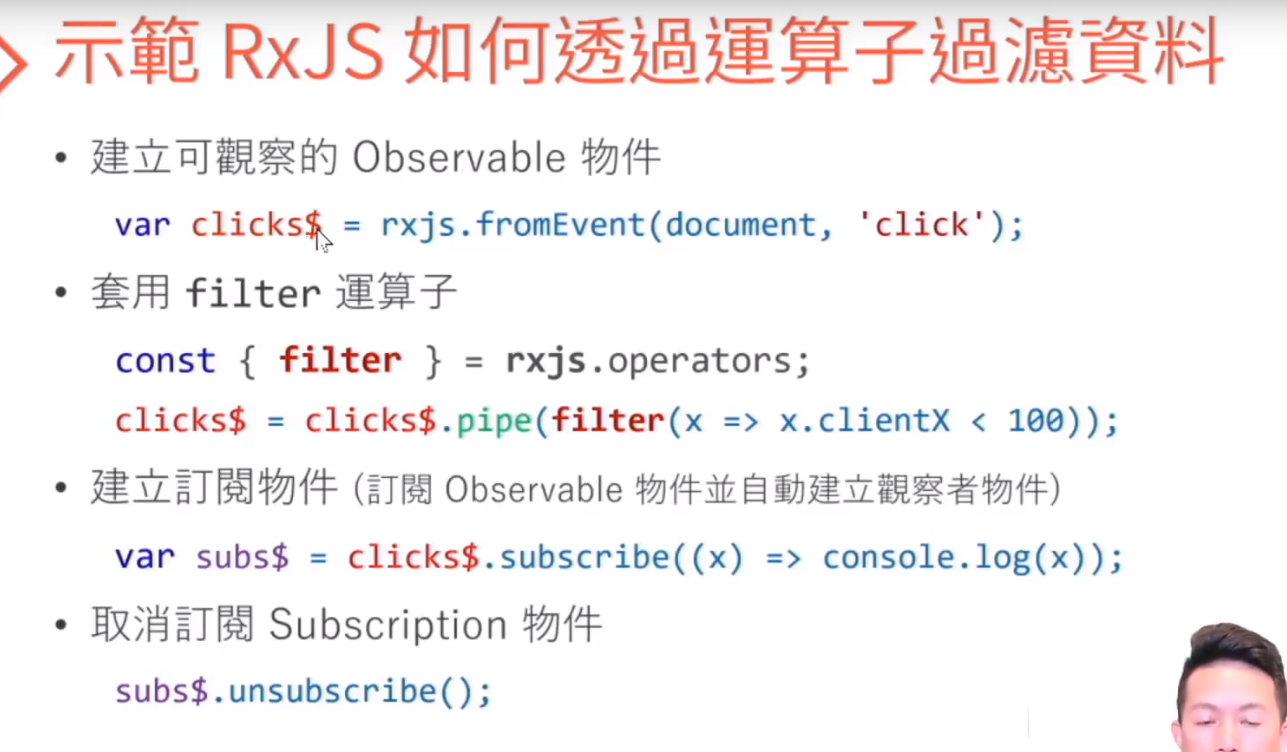 示範 RxJS 如何透過運算子過濾資料
• 建立可觀察的 Observable 物件
var clicks$ = rxjs.fromEvent(document, 'click');
• 套用 filter 運算子
const { filter } = rxjs.operators;
clicks$ = clicks$.pipe(filter(x => x.clientX < 100));
• 建立訂閱物件 (訂閱 Observable 物件並自動建立觀察者物件)
var subs$ = clicks$.subscribe((x) => console.log(x));
• 取消訂閱 Subscription 物件
subs$.unsubscribe();